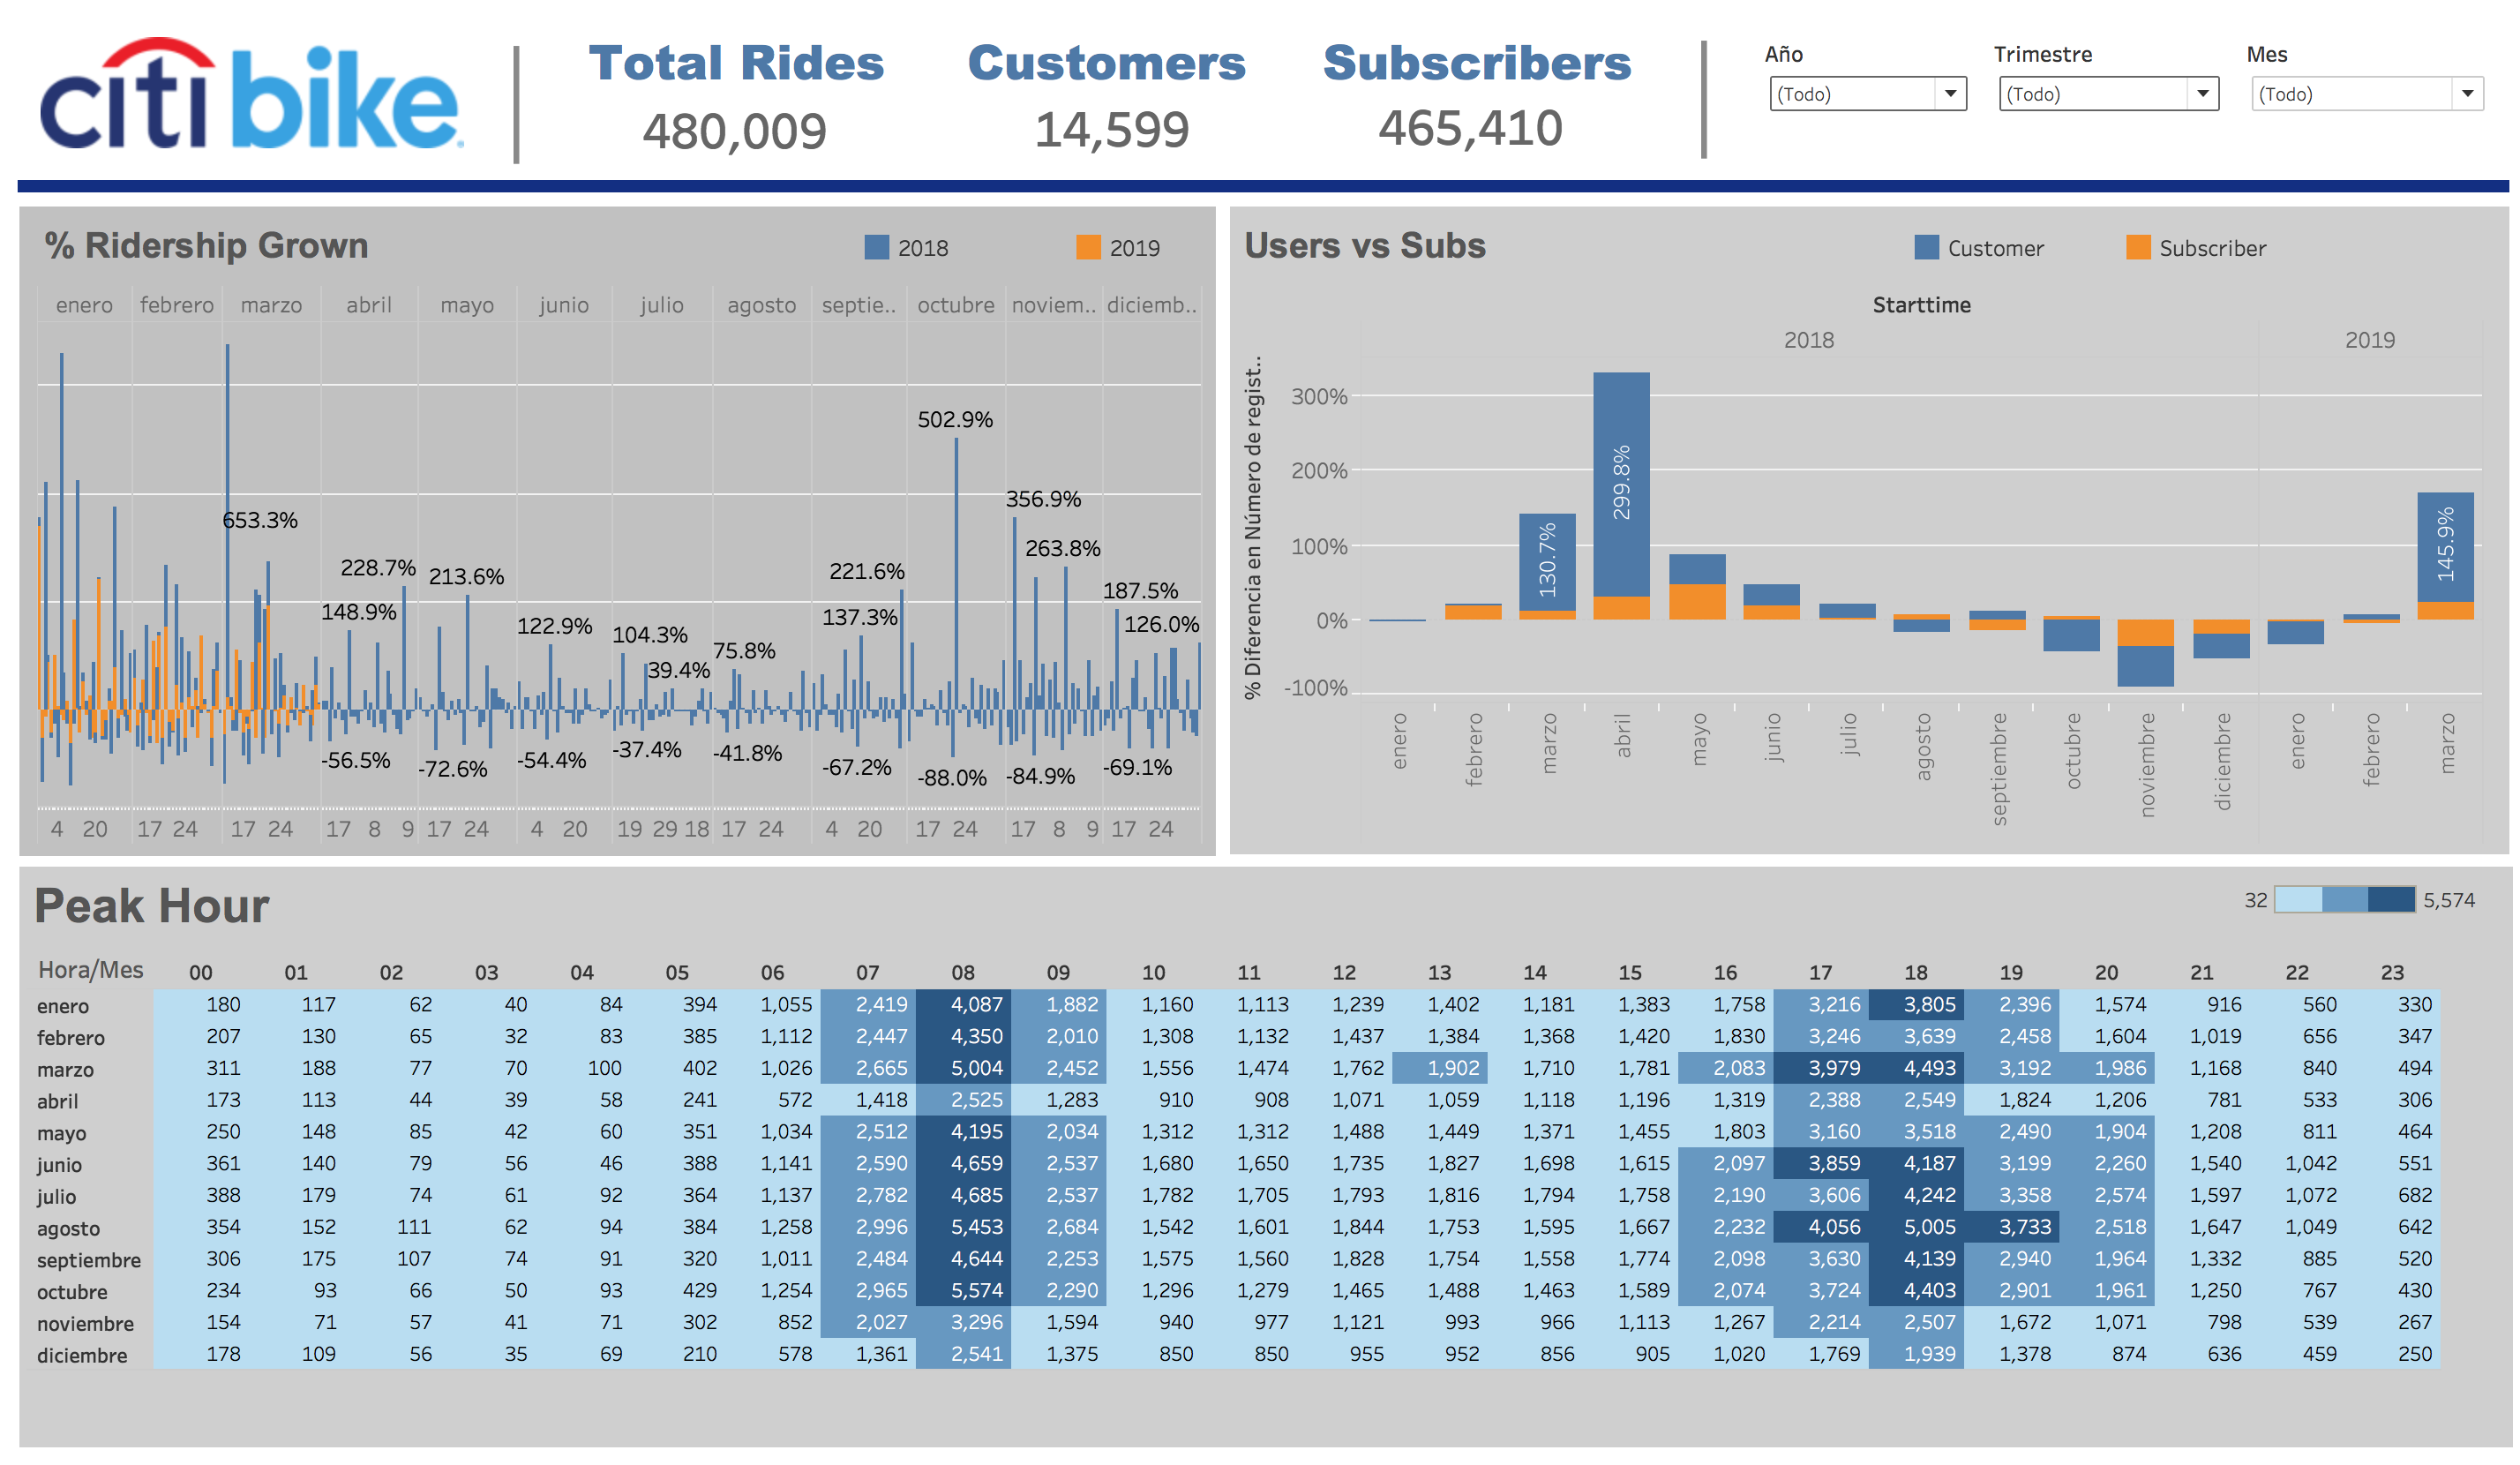 citi bike
Total Rides Customers Subscribers
480,009 14,599 465,410
Año Trimestre Mes
(Todo) (Todo) (Todo)
% Ridership Grown
2018 2019
enero febrero marzo abril mayo junio julio agosto septie.. octubre noviem.. diciemb..
502.9%
356.9%
653.3%
263.8%
228.7% 213.6% 221.6%
187.5%
148.9% 137.3%
122.9% 104.3% 126.0%
75.8%
39.4%
-56.5% -72.6% -54.4% -37.4% -41.8% -67.2% -88.0% -84.9% -69.1%
4 20 17 24 17 24 17 8 9 17 24 4 20 19 29 18 17 24 4 20 17 24 17 8 9 17 24
Users vs Subs
Customer Subscriber
Starttime
2018 2019
% Diferencia en Número de regist..
300%
200%
100%
0%
-100%
130.7% 299.8% 145.9%
enero febrero marzo abril mayo junio julio agosto septiembre octubre noviembre diciembre enero febrero marzo
Peak Hour
32 5,574
Hora/Mes 00 01 02 03 04 05 06 07 08 09 10 11 12 13 14 15 16 17 18 19 20 21 22 23
enero 180 117 62 40 84 394 1,055 2,419 4,087 1,882 1,160 1,113 1,239 1,402 1,181 1,383 1,758 3,216 3,805 2,396 1,574 916 560 330
febrero 207 130 65 32 83 385 1,112 2,447 4,350 2,010 1,308 1,132 1,437 1,384 1,368 1,420 1,830 3,246 3,639 2,458 1,604 1,019 656 347
marzo 311 188 77 70 100 402 1,026 2,665 5,004 2,452 1,556 1,474 1,762 1,902 1,710 1,781 2,083 3,979 4,493 3,192 1,986 1,168 840 494
abril 173 113 44 39 58 241 572 1,418 2,525 1,283 910 908 1,071 1,059 1,118 1,196 1,319 2,388 2,549 1,824 1,206 781 533 306
mayo 250 148 85 42 60 351 1,034 2,512 4,195 2,034 1,312 1,312 1,488 1,449 1,371 1,455 1,803 3,160 3,518 2,490 1,904 1,208 811 464
junio 361 140 79 56 46 388 1,141 2,590 4,659 2,537 1,680 1,650 1,735 1,827 1,698 1,615 2,097 3,859 4,187 3,199 2,260 1,540 1,042 551
julio 388 179 74 61 92 364 1,137 2,782 4,685 2,537 1,782 1,705 1,793 1,816 1,794 1,758 2,190 3,606 4,242 3,358 2,574 1,597 1,072 682
agosto 354 152 111 62 94 384 1,258 2,996 5,453 2,684 1,542 1,601 1,844 1,753 1,595 1,667 2,232 4,056 5,005 3,733 2,518 1,647 1,049 642
septiembre 306 175 107 74 91 320 1,011 2,484 4,644 2,253 1,575 1,560 1,828 1,754 1,558 1,774 2,098 3,630 4,139 2,940 1,964 1,332 885 520
octubre 234 93 66 50 93 429 1,254 2,965 5,574 2,290 1,296 1,279 1,465 1,488 1,463 1,589 2,074 3,724 4,403 2,901 1,961 1,250 767 430
noviembre 154 71 57 41 71 302 852 2,027 3,296 1,594 940 977 1,121 993 966 1,113 1,267 2,214 2,507 1,672 1,071 798 539 267
diciembre 178 109 56 35 69 210 578 1,361 2,541 1,375 850 850 955 952 856 905 1,020 1,769 1,939 1,378 874 636 459 250